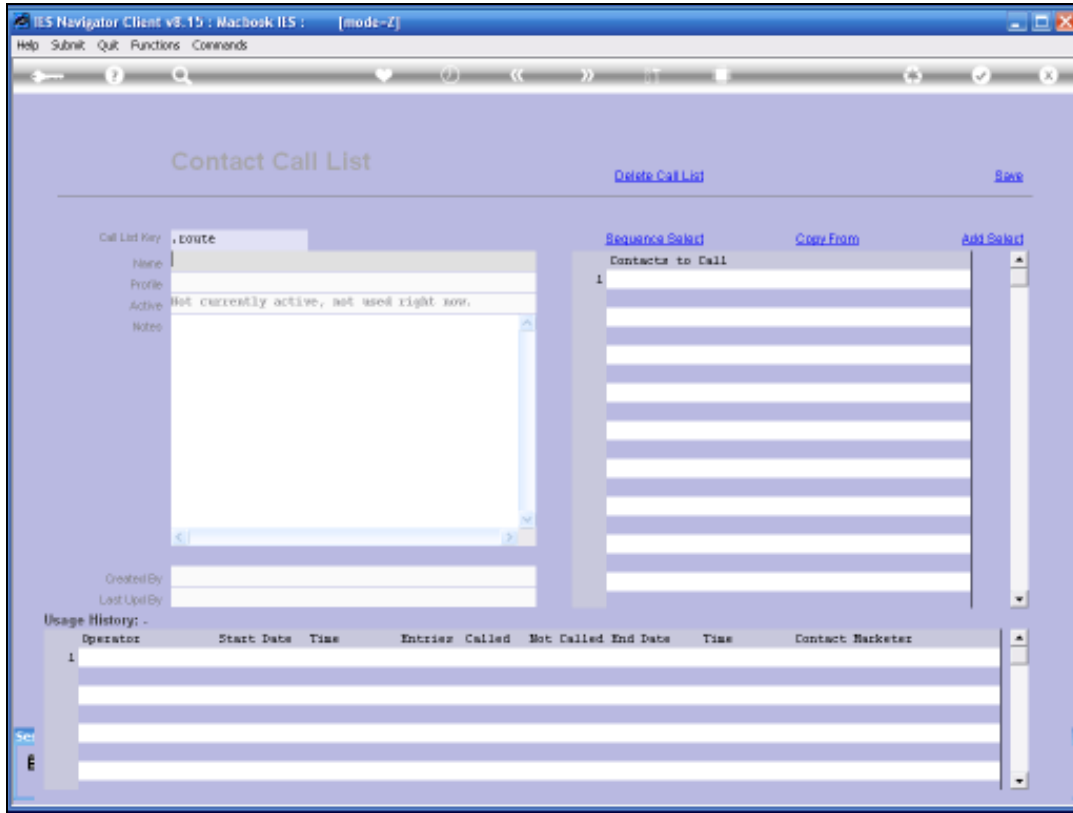 IES Navigator Client v8.15 : Macbook IES : [mode-Z]
Help Submit Quit Functions Commands
Contact Call List
Delete Call List Save
Call List Key .route
Sequence Select Copy From Add Select
Name
Contacts to Call
1
Profile
Active Not currently active, not used right now.
Notes
Created By
Last Upd By
Usage History: -
Operator Start Date Time Entries Called Not Called End Date Time Contact Marketer
1